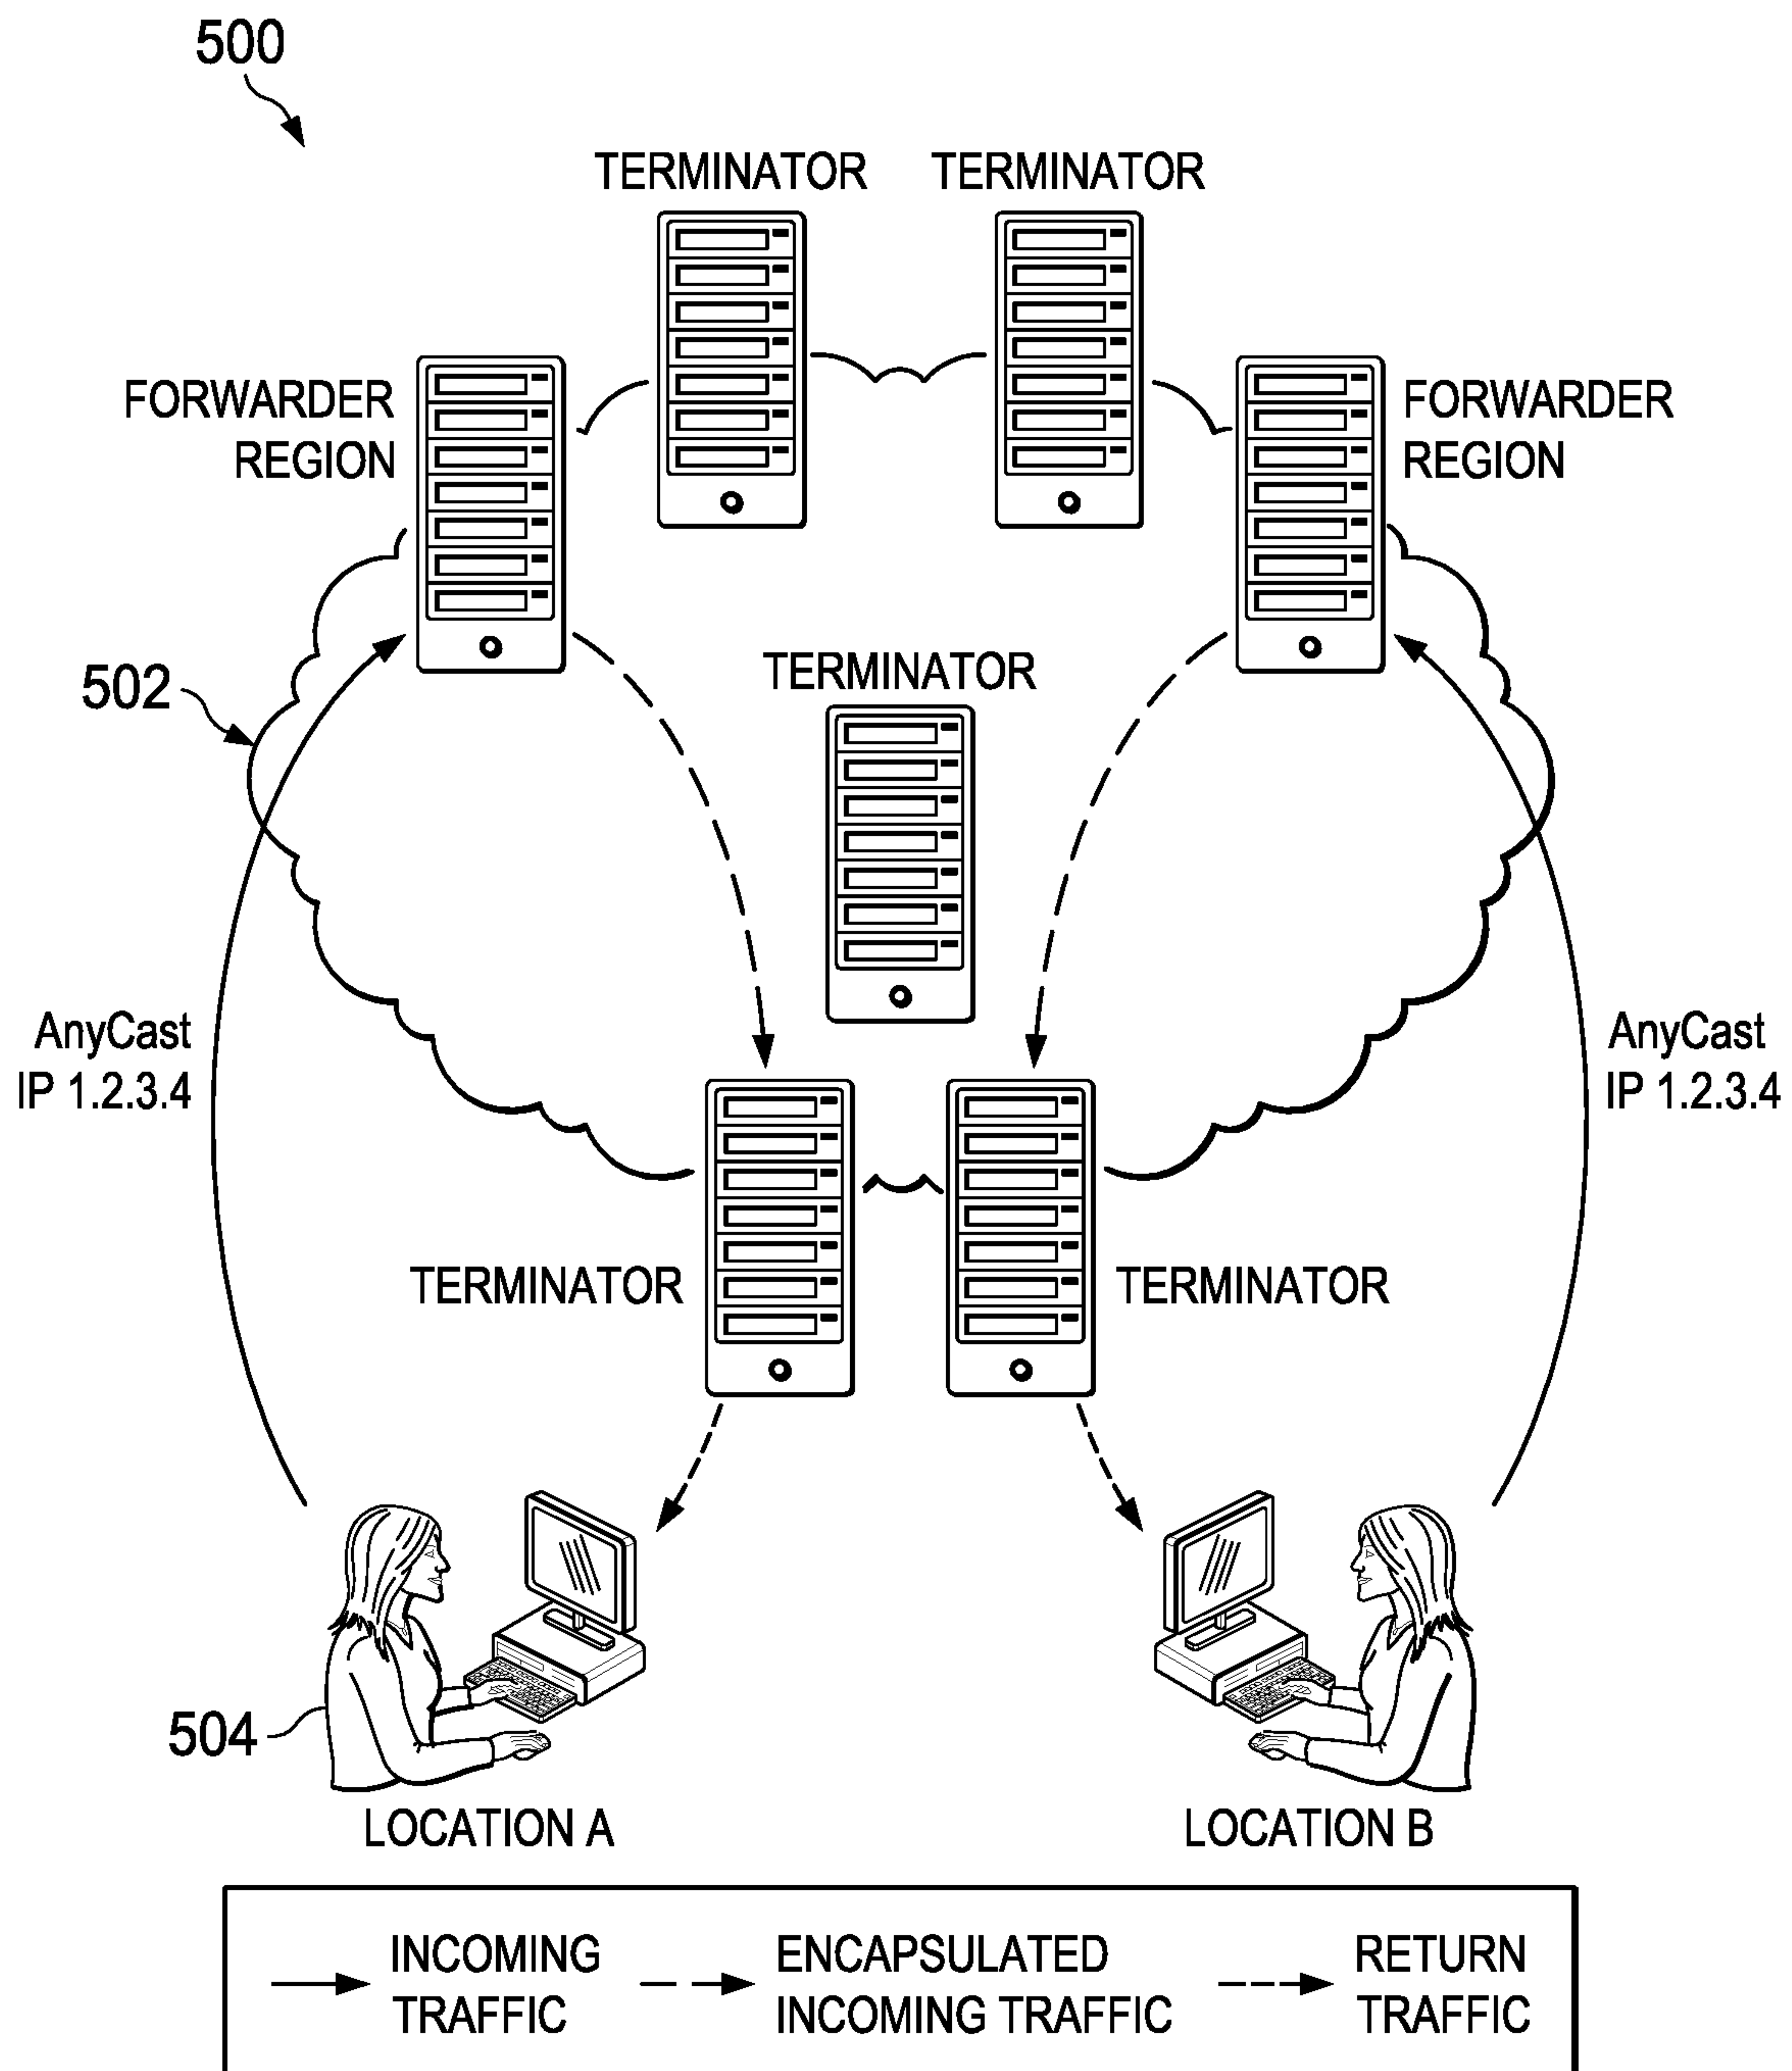 500
TERMINATOR
TERMINATOR
FORWARDER
REGION
FORWARDER
REGION
502
TERMINATOR
AnyCast
IP 1.2.3.4
AnyCast
IP 1.2.3.4
TERMINATOR
TERMINATOR
504
LOCATION A
LOCATION B
INCOMING
TRAFFIC
ENCAPSULATED
INCOMING TRAFFIC
RETURN
TRAFFIC